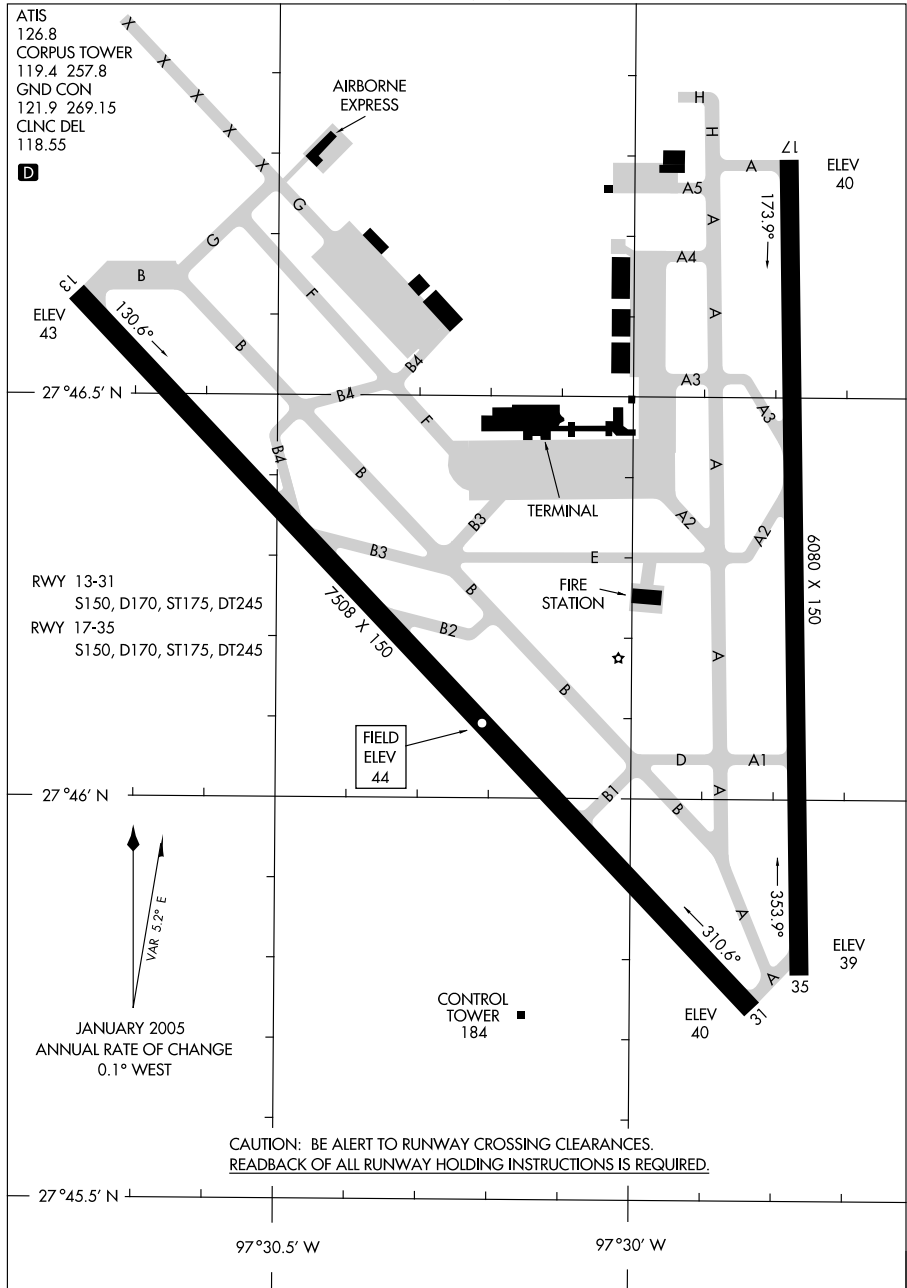 ATIS
126.8
CORPUS TOWER
119.4 257.8
GND CON
121.9 269.15
CLNC DEL
118.55
D
X
X
X
X
X
AIRBORNE
EXPRESS
H
H
17
A
ELEV
40
A5
A
173.9°
G
G
A4
B
F
13
ELEV
43
130.6°
A
B
B4
27°46.5' N
B4
A3
A3
F
B4
B
A
TERMINAL
B3
A2
A2
B3
E
6080 X 150
RWY 13-31
S150, D170, ST175, DT245
RWY 17-35
S150, D170, ST175, DT245
7508 X 150
B
FIRE
STATION
B2
A
B
FIELD
ELEV
44
D
A1
27°46' N
B1
B
A
VAR 5.2° E
A
353.9°
310.6°
A
ELEV
39
35
31
ELEV
40
CONTROL
TOWER
184
JANUARY 2005
ANNUAL RATE OF CHANGE
0.1° WEST
CAUTION: BE ALERT TO RUNWAY CROSSING CLEARANCES.
READBACK OF ALL RUNWAY HOLDING INSTRUCTIONS IS REQUIRED.
27°45.5' N
97°30.5' W
97°30' W